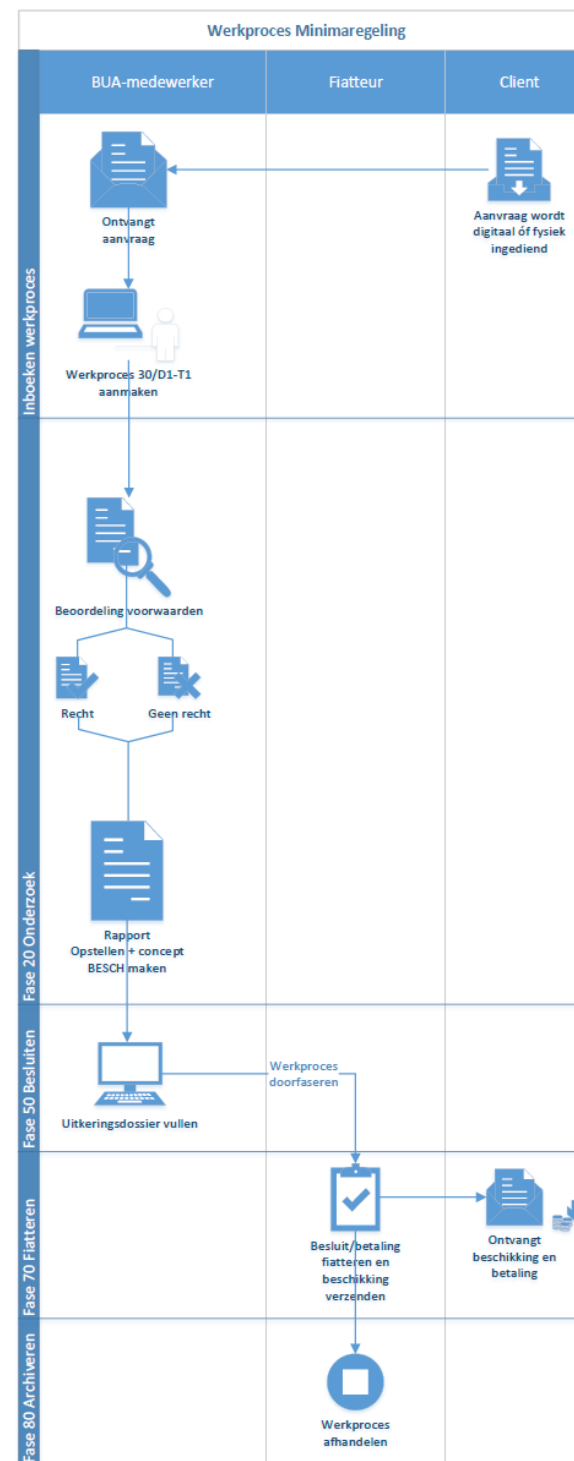 Werkproces Minimaregeling
BUA-medewerker
Fiatteur
Client
Inboeken werkproces
Ontvangt
aanvraag
Aanvraag wordt
digitaal óf fysiek
ingediend
Werkproces 30/D1-T1
aanmaken
Fase 20 Onderzoek
Beoordeling voorwaarden
Recht
Geen recht
Rapport
Opstellen + concept
BESCH maken
Fase 50 Besluiten
Uitkeringsdossier vullen
Werkproces
doorfaseren
Fase 70 Fiatteren
Besluit/betaling
fiatteren en
beschikking
verzenden
Ontvangt
beschikking en
betaling
Fase 80 Archiveren
Werkproces
afhandelen